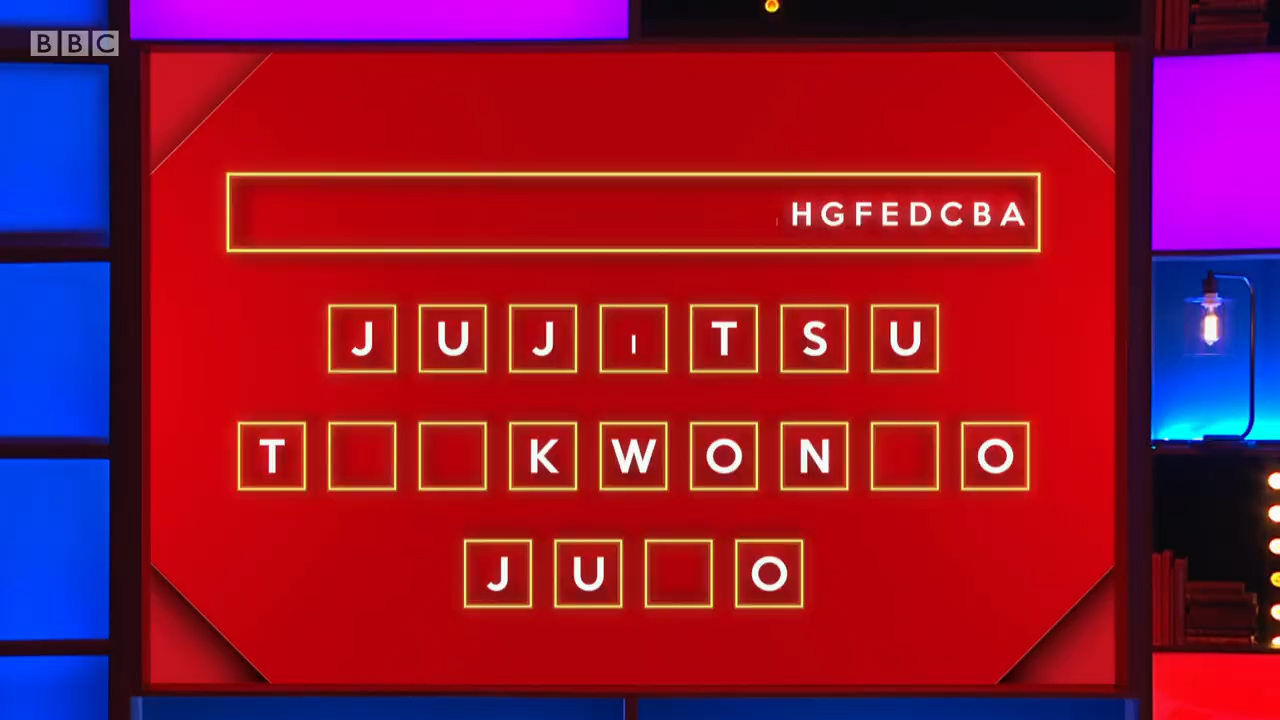 BBC
HGFEDCBA
JUJITSU
T KWON O
JU O